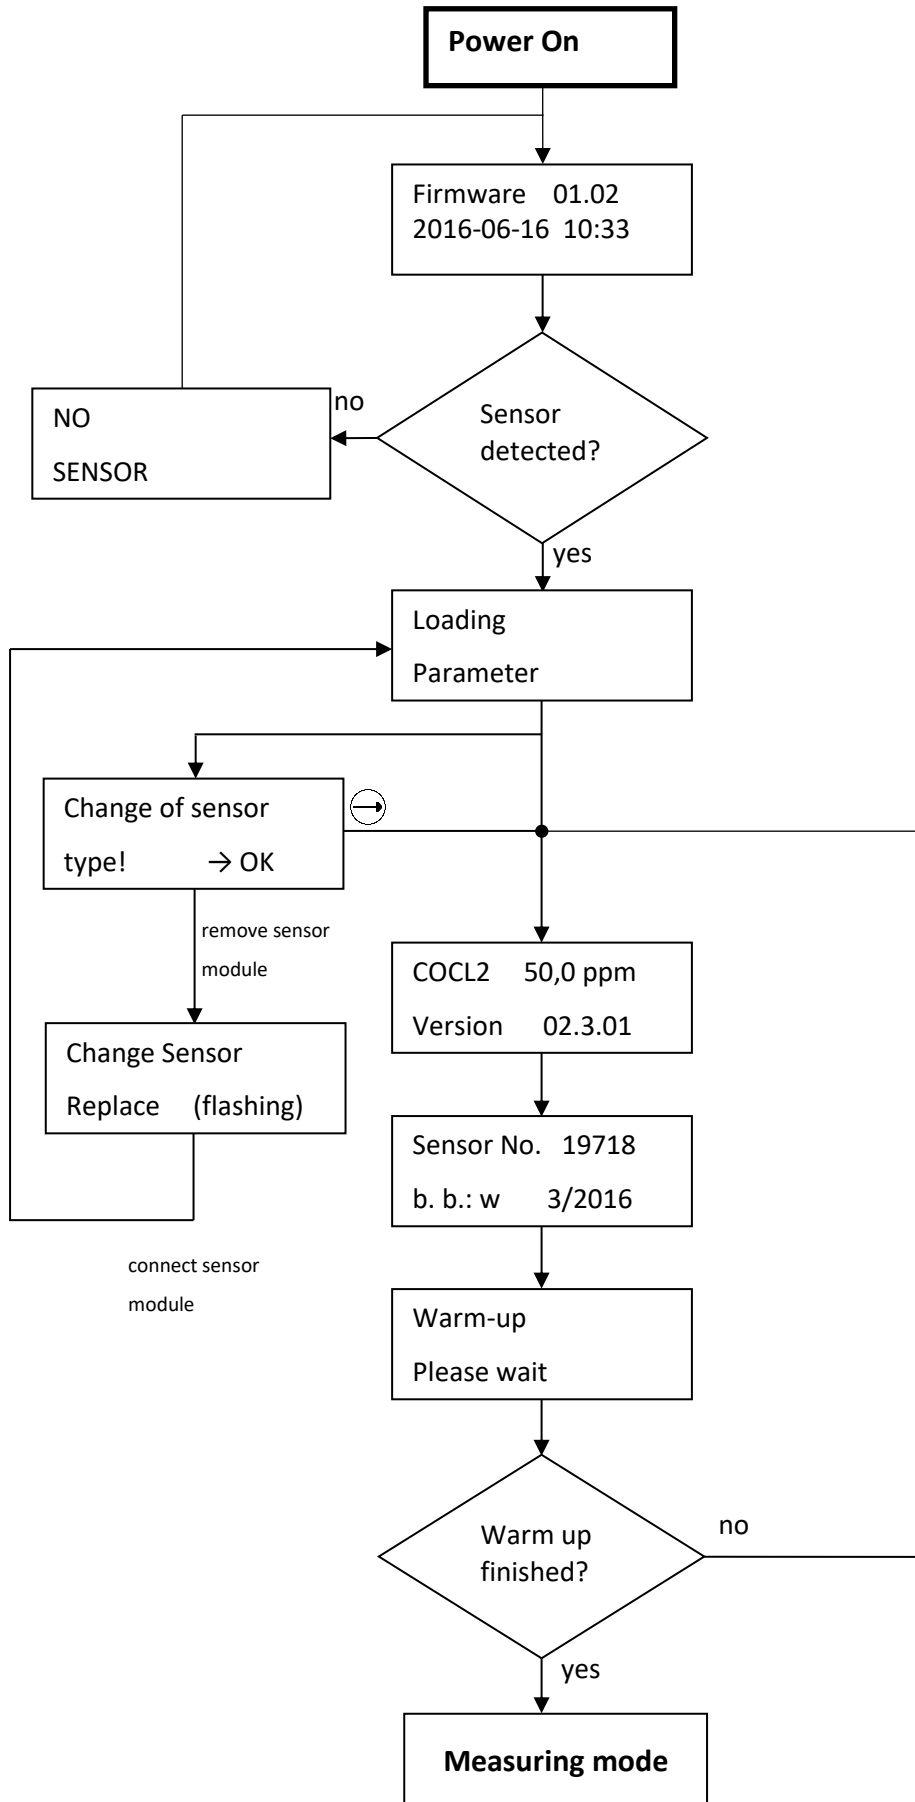 Power On
Firmware 01.02
2016-06-16 10:33
Sensor
detected?
no
NO
SENSOR
yes
Loading
Parameter
Change of sensor
type! → OK
remove sensor
module
COCL2 50,0 ppm
Version 02.3.01
Change Sensor
Replace (flashing)
Sensor No. 19718
b. b.: w 3/2016
connect sensor
module
Warm-up
Please wait
Warm up
finished?
no
yes
Measuring mode